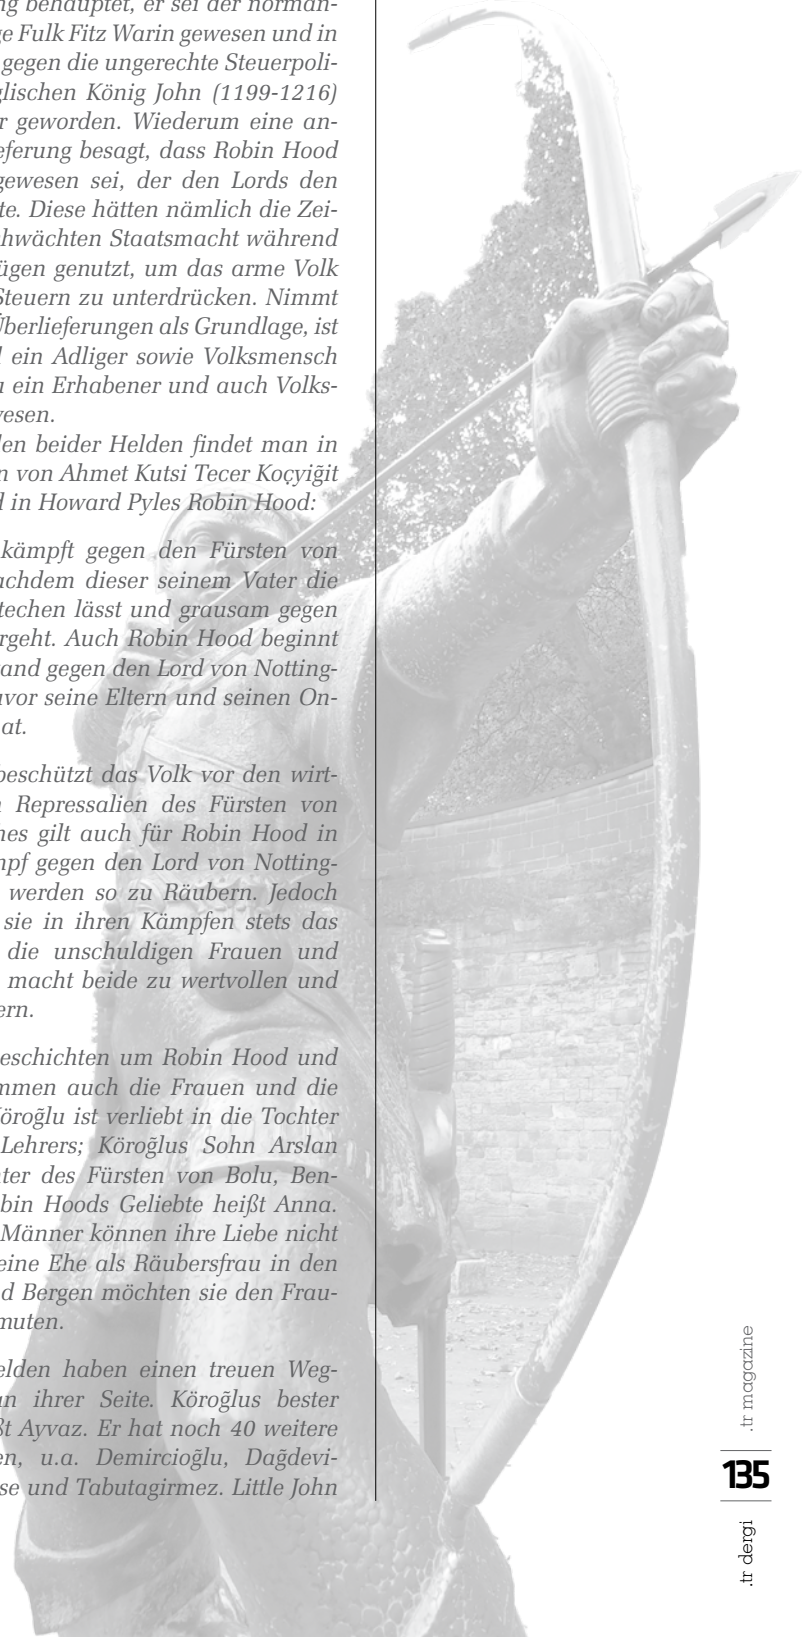 ng behauptet, er sei der norman-
ge Fulk Fitz Warin gewesen und in
gegen die ungerechte Steuerpoli-
glischen König John (1199-1216)
r geworden. Wiederum eine an-
eferung besagt, dass Robin Hood
gewesen sei, der den Lords den
te. Diese hätten nämlich die Zei-
chwächten Staatsmacht während
ügen genutzt, um das arme Volk
Steuern zu unterdrücken. Nimmt
Überlieferungen als Grundlage, ist
l ein Adliger sowie Volksmensch
u ein Erhabener und auch Volks-
vesen.
len beider Helden findet man in
n von Ahmet Kutsi Tecer Koçyiğit
d in Howard Pyles Robin Hood:
kämpft gegen den Fürsten von
achdem dieser seinem Vater die
techen lässt und grausam gegen
rgeht. Auch Robin Hood beginnt
tand gegen den Lord von Notting-
uvor seine Eltern und seinen On-
at.
beschützt das Volk vor den wirt-
n Repressalien des Fürsten von
hes gilt auch für Robin Hood in
mpf gegen den Lord von Notting-
werden so zu Räubern. Jedoch
sie in ihren Kämpfen stets das
die unschuldigen Frauen und
macht beide zu wertvollen und
ern.
eschichten um Robin Hood und
mmen auch die Frauen und die
Köroğlu ist verliebt in die Tochter
Lehrers; Köroğlus Sohn Arslan
hter des Fürsten von Bolu, Ben-
obin Hoods Geliebte heißt Anna.
Männer können ihre Liebe nicht
eine Ehe als Räubersfrau in den
d Bergen möchten sie den Frau-
muten.
elden haben einen treuen Weg-
an ihrer Seite. Köroğlus bester
ßt Ayvaz. Er hat noch 40 weitere
en, u.a. Demircioğlu, Dağdevi-
se und Tabutagirmez. Little John
.tr magazine
135
.tr dergi